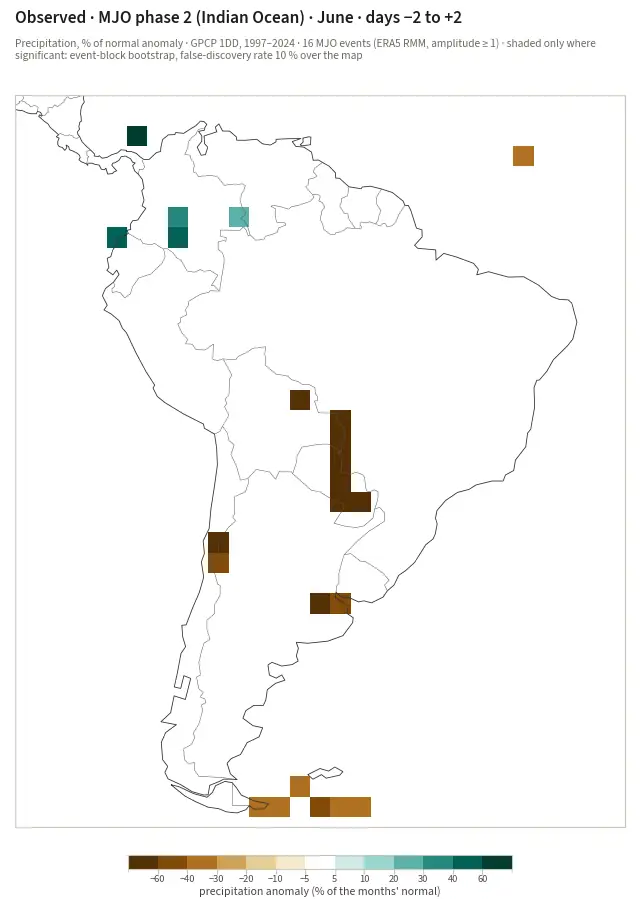 Observed · MJO phase 2 (Indian Ocean) · June · days −2 to +2
Precipitation, % of normal anomaly · GPCP 1DD, 1997–2024 · 16 MJO events (ERA5 RMM, amplitude ≥ 1) · shaded only where
significant: event-block bootstrap, false-discovery rate 10 % over the map
−60 −40 −30 −20 −10 −5 5 10 20 30 40 60
precipitation anomaly (% of the months' normal)